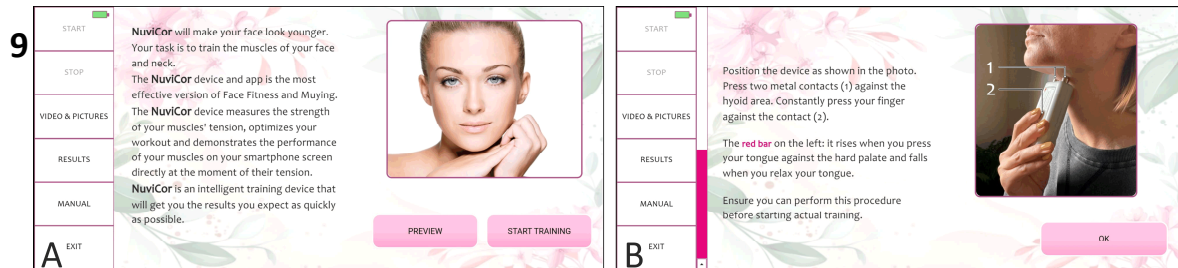 9
START
STOP
VIDEO & PICTURES
RESULTS
MANUAL
EXIT
A
NuviCor will make your face look younger.
Your task is to train the muscles of your face
and neck.
The NuviCor device and app is the most
effective version of Face Fitness and Muying.
The NuviCor device measures the strength
of your muscles' tension, optimizes your
workout and demonstrates the performance
of your muscles on your smartphone screen
directly at the moment of their tension.
NuviCor is an intelligent training device that
will get you the results you expect as quickly
as possible.
PREVIEW
START TRAINING
START
STOP
VIDEO & PICTURES
RESULTS
MANUAL
EXIT
B
Position the device as shown in the photo.
Press two metal contacts (1) against the
hyoid area. Constantly press your finger
against the contact (2).
The red bar on the left: it rises when you press
your tongue against the hard palate and falls
when you relax your tongue.
Ensure you can perform this procedure
before starting actual training.
1
2
OK